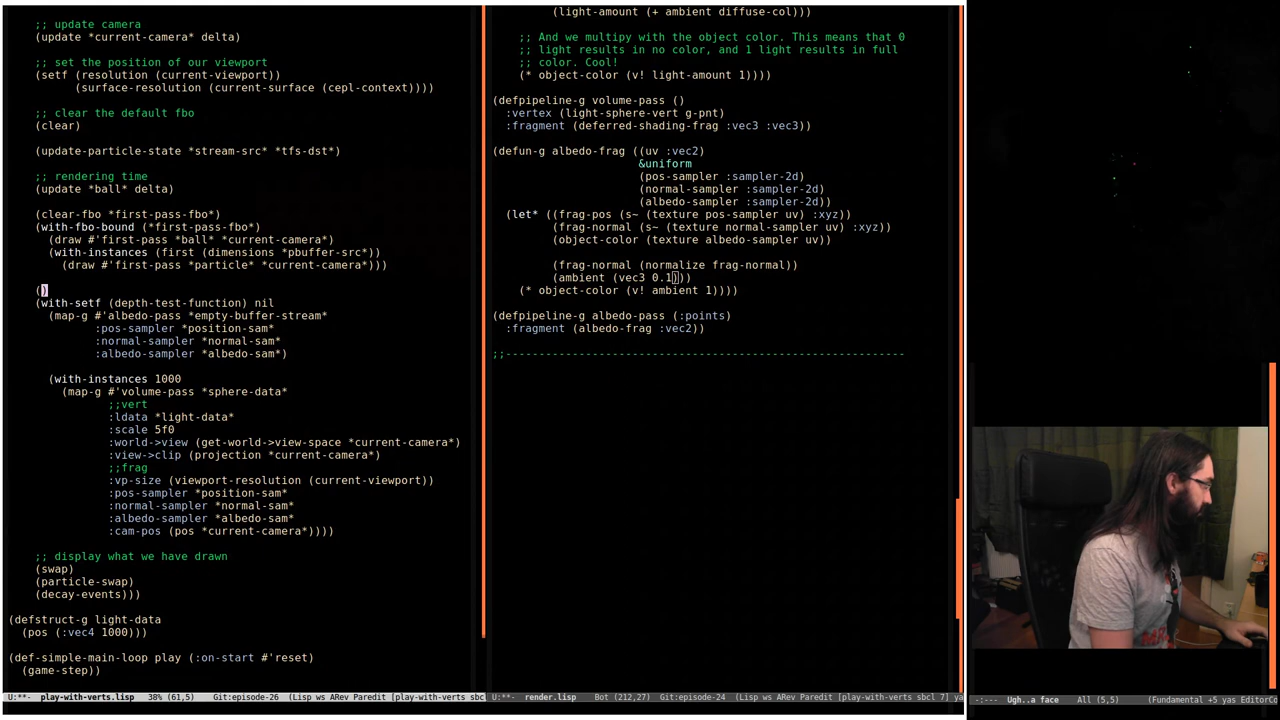 ;; update camera
(update *current-camera* delta)
;; set the position of our viewport
(setf (resolution (current-viewport))
(surface-resolution (current-surface (cepl-context))))
;; clear the default fbo
(clear)
(update-particle-state *stream-src* *tfs-dst*)
;; rendering time
(update *ball* delta)
(clear-fbo *first-pass-fbo*)
(with-fbo-bound (*first-pass-fbo*)
(draw #'first-pass *ball* *current-camera*)
(with-instances (first (dimensions *pbuffer-src*))
(draw #'first-pass *particle* *current-camera*)))
()
(with-setf (depth-test-function) nil
(map-g #'albedo-pass *empty-buffer-stream*
:pos-sampler *position-sam*
:normal-sampler *normal-sam*
:albedo-sampler *albedo-sam*)
(with-instances 1000
(map-g #'volume-pass *sphere-data*
;;vert
:ldata *light-data*
:scale 5f0
:world->view (get-world->view-space *current-camera*)
:view->clip (projection *current-camera*)
;;frag
:vp-size (viewport-resolution (current-viewport))
:pos-sampler *position-sam*
:normal-sampler *normal-sam*
:albedo-sampler *albedo-sam*
:cam-pos (pos *current-camera*))))
;; display what we have drawn
(swap)
(particle-swap)
(decay-events)))
(defstruct-g light-data
(pos (:vec4 1000)))
(def-simple-main-loop play (:on-start #'reset)
(game-step))
U:**-  play-with-verts.lisp   38% (61,5)    Git:episode-26  (Lisp ws ARev Paredit [play-with-verts sbc
(light-amount (+ ambient diffuse-col)))
;; And we multipy with the object color. This means that 0
;; light results in no color, and 1 light results in full
;; color. Cool!
(* object-color (v! light-amount 1))))
(defpipeline-g volume-pass ()
:vertex (light-sphere-vert g-pnt)
:fragment (deferred-shading-frag :vec3 :vec3))
(defun-g albedo-frag ((uv :vec2)
&uniform
(pos-sampler :sampler-2d)
(normal-sampler :sampler-2d)
(albedo-sampler :sampler-2d))
(let* ((frag-pos (s~ (texture pos-sampler uv) :xyz))
(frag-normal (s~ (texture normal-sampler uv) :xyz))
(object-color (texture albedo-sampler uv))
(frag-normal (normalize frag-normal))
(ambient (vec3 0.1)))
(* object-color (v! ambient 1))))
(defpipeline-g albedo-pass (:points)
:fragment (albedo-frag :vec2))
;;------------------------------------------------------------
U:**-  render.lisp    Bot (212,27)   Git:episode-24  (Lisp ws ARev Paredit [play-with-verts sbcl 7] ya
-:---  Ugh..a face    All (5,5)     (Fundamental +5 yas EditorCo